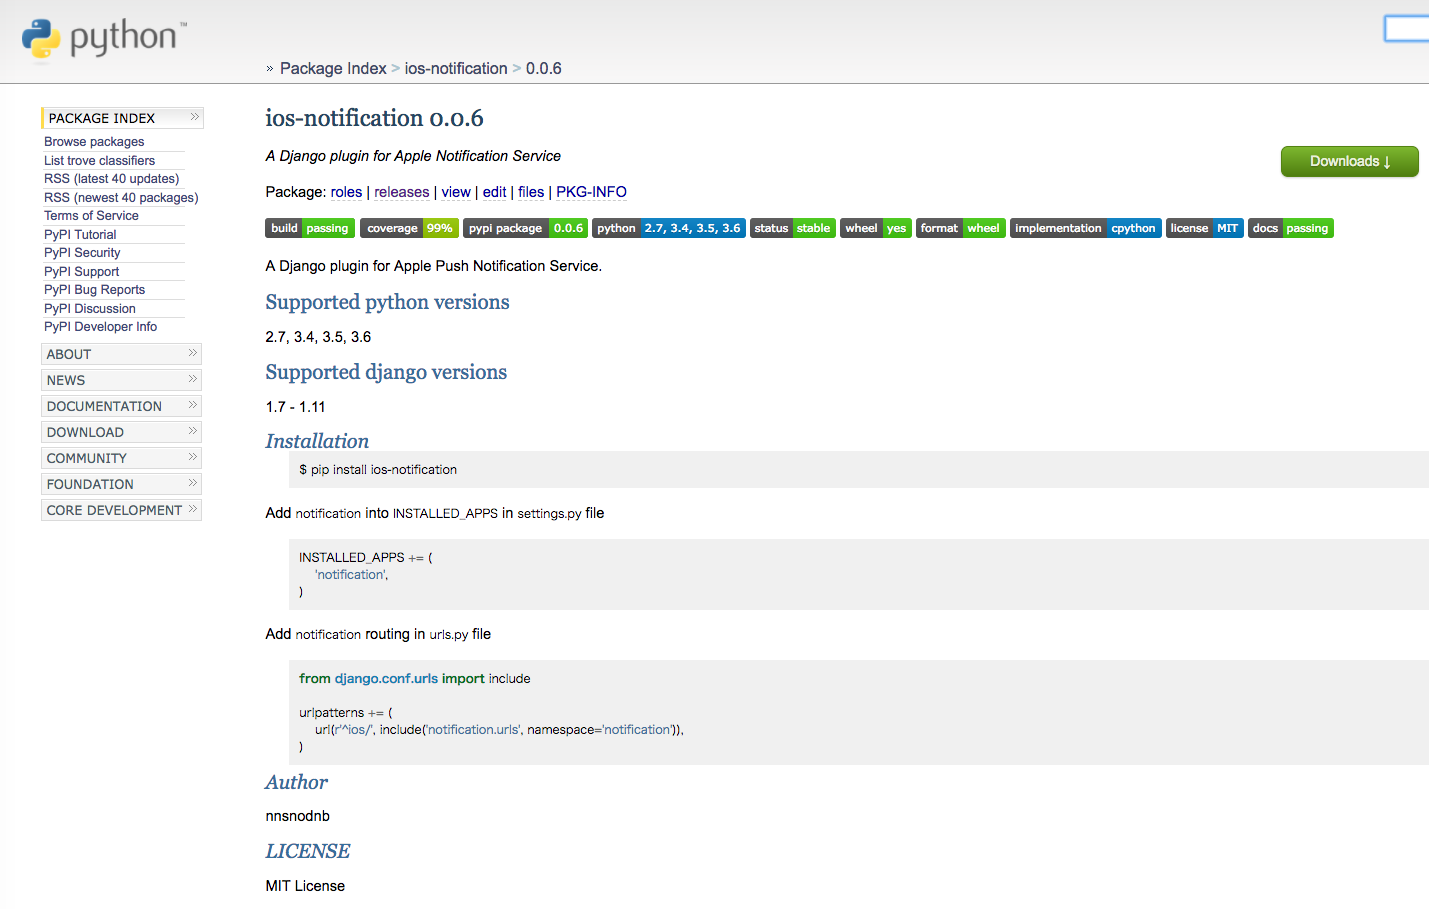 python™
» Package Index > ios-notification > 0.0.6
PACKAGE INDEX »
Browse packages
List trove classifiers
RSS (latest 40 updates)
RSS (newest 40 packages)
Terms of Service
PyPI Tutorial
PyPI Security
PyPI Support
PyPI Bug Reports
PyPI Discussion
PyPI Developer Info
ABOUT »
NEWS »
DOCUMENTATION »
DOWNLOAD »
COMMUNITY »
FOUNDATION »
CORE DEVELOPMENT »
ios-notification 0.0.6
A Django plugin for Apple Notification Service
Downloads ↓
Package: roles | releases | view | edit | files | PKG-INFO
build passing coverage 99% pypi package 0.0.6 python 2.7, 3.4, 3.5, 3.6 status stable wheel yes format wheel implementation cpython license MIT docs passing
A Django plugin for Apple Push Notification Service.
Supported python versions
2.7, 3.4, 3.5, 3.6
Supported django versions
1.7 - 1.11
Installation
$ pip install ios-notification
Add notification into INSTALLED_APPS in settings.py file
INSTALLED_APPS += (
    'notification',
)
Add notification routing in urls.py file
from django.conf.urls import include
urlpatterns += (
    url(r'^ios/', include('notification.urls', namespace='notification')),
)
Author
nnsnodnb
LICENSE
MIT License